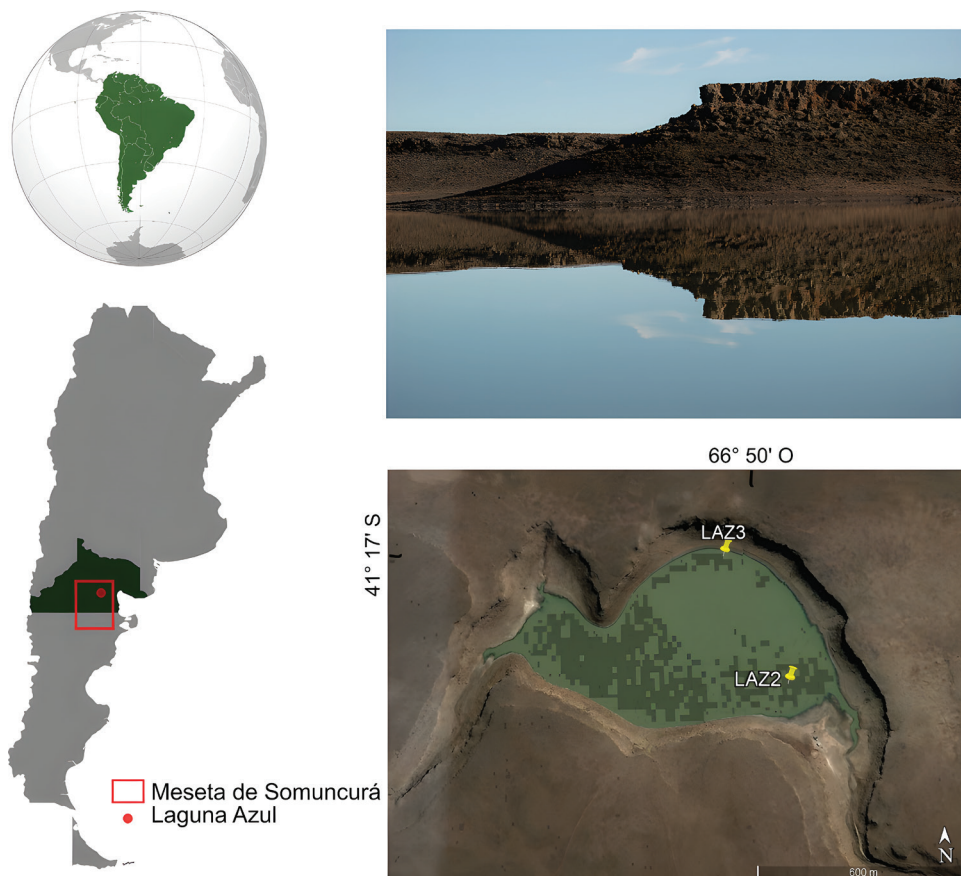 66° 50' O
41° 17' S
LAZ3
LAZ2
Meseta de Somuncurá
Laguna Azul
N
600 m